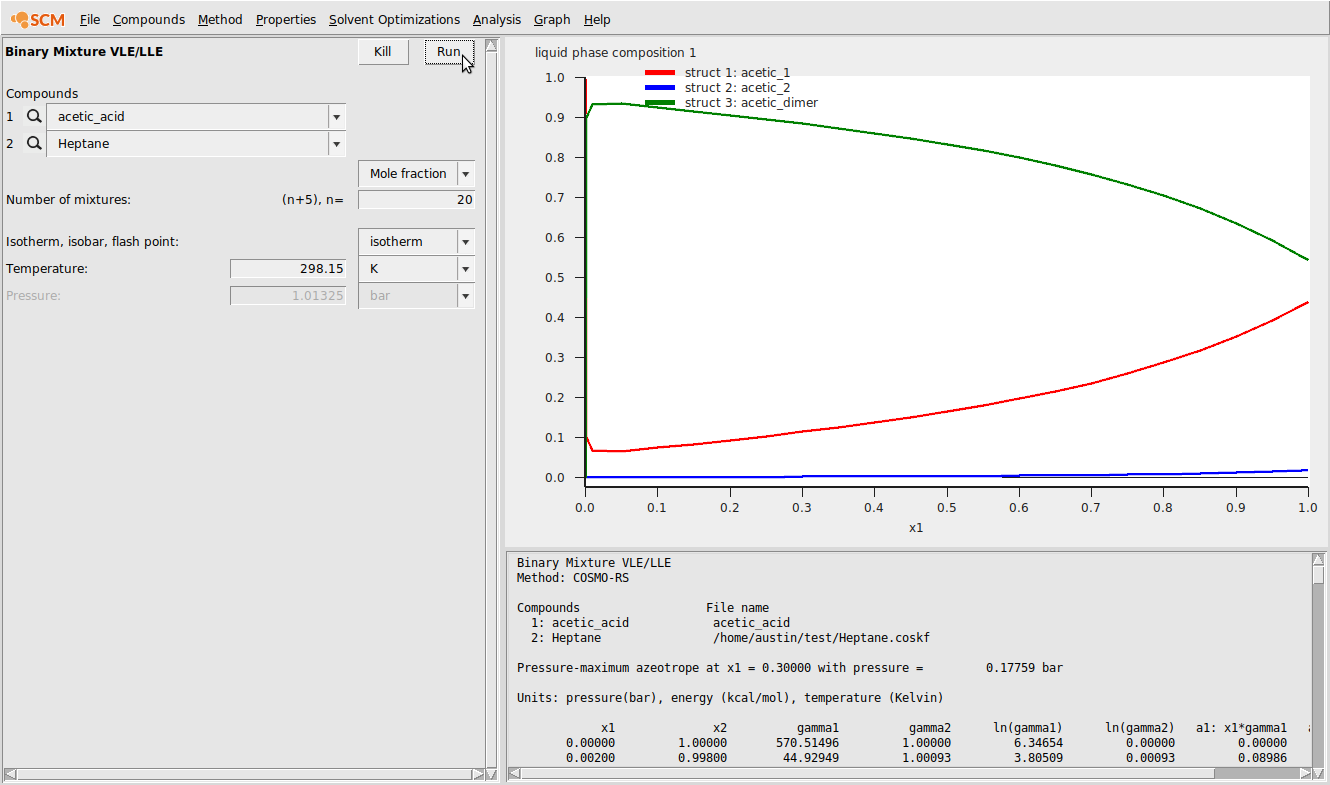 SCM File Compounds Method Properties Solvent Optimizations Analysis Graph Help
Binary Mixture VLE/LLE Kill Run
Compounds
1 acetic_acid
2 Heptane
Mole fraction
Number of mixtures: (n+5), n= 20
Isotherm, isobar, flash point: isotherm
Temperature: 298.15 K
Pressure: 1.01325 bar
liquid phase composition 1
struct 1: acetic_1
struct 2: acetic_2
struct 3: acetic_dimer
1.0
0.9
0.8
0.7
0.6
0.5
0.4
0.3
0.2
0.1
0.0
0.0 0.1 0.2 0.3 0.4 0.5 0.6 0.7 0.8 0.9 1.0
x1
Binary Mixture VLE/LLE
Method: COSMO-RS
Compounds File name
1: acetic_acid acetic_acid
2: Heptane /home/austin/test/Heptane.coskf
Pressure-maximum azeotrope at x1 = 0.30000 with pressure = 0.17759 bar
Units: pressure(bar), energy (kcal/mol), temperature (Kelvin)
x1 x2 gamma1 gamma2 ln(gamma1) ln(gamma2) a1: x1*gamma1
0.00000 1.00000 570.51496 1.00000 6.34654 0.00000 0.00000
0.00200 0.99800 44.92949 1.00093 3.80509 0.00093 0.08986